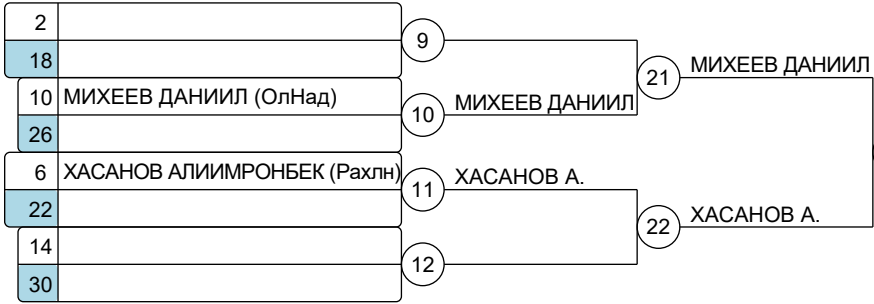 2
9
18
21 МИХЕЕВ ДАНИИЛ
10 МИХЕЕВ ДАНИИЛ (ОлНад)
10 МИХЕЕВ ДАНИИЛ
26
6 ХАСАНОВ АЛИИМРОНБЕК (Рахлн)
11 ХАСАНОВ А.
22
22 ХАСАНОВ А.
14
12
30